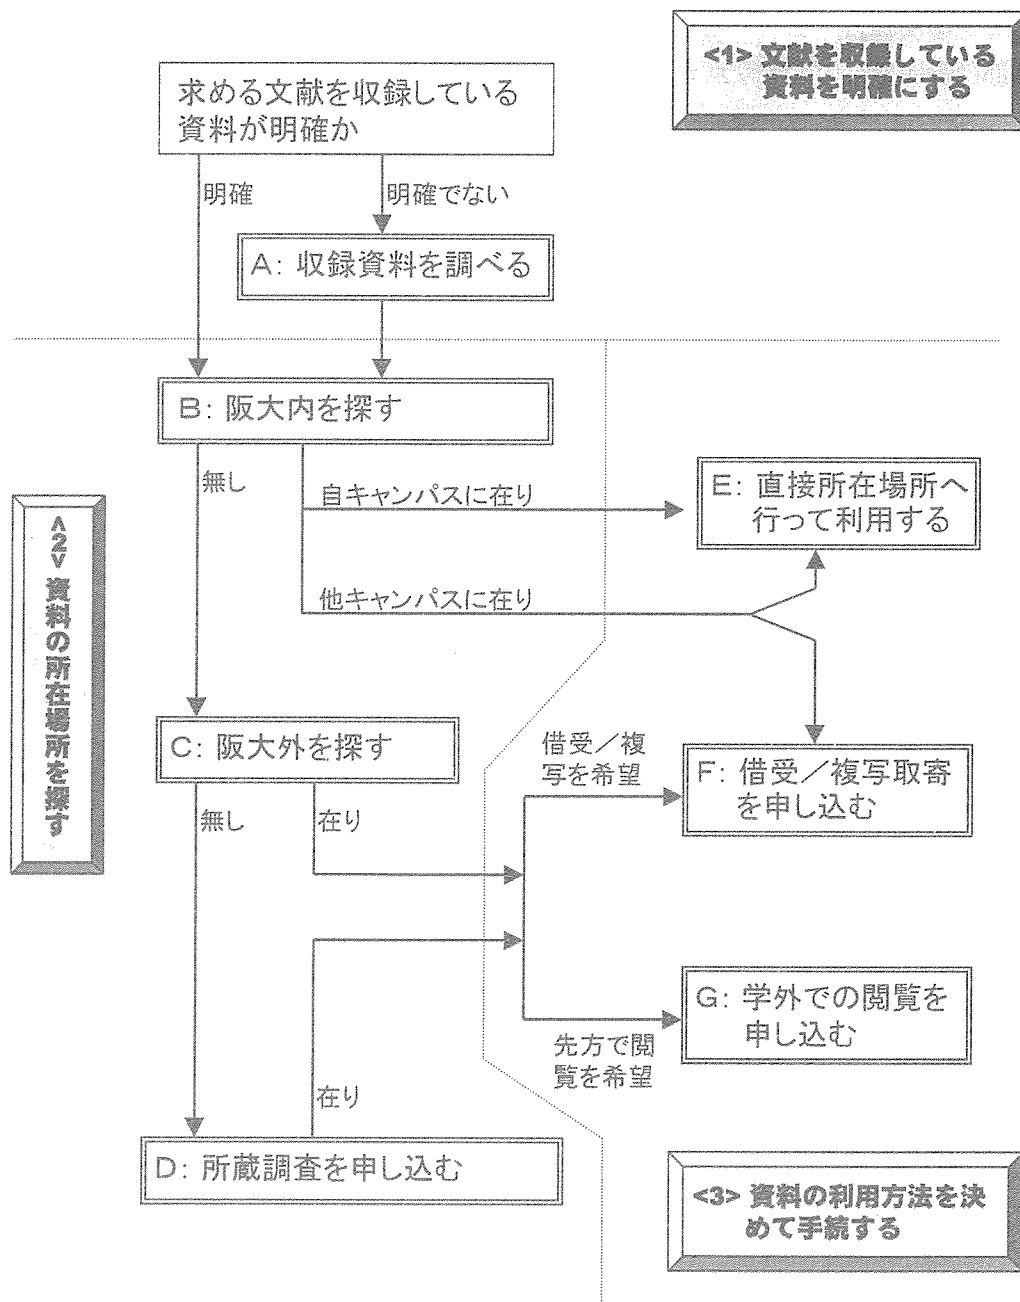 <1> 文献を収録している
資料を明確にする
求める文献を収録している
資料が明確か
明確
明確でない
A: 収録資料を調べる
B: 阪大内を探す
無し
自キャンパスに在り
E: 直接所在場所へ
行って利用する
他キャンパスに在り
<2> 資料の所在場所を探す
C: 阪大外を探す
借受/複
写を希望
F: 借受/複写取寄
を申し込む
無し
在り
G: 学外での閲覧を
申し込む
先方で閲
覧を希望
在り
D: 所蔵調査を申し込む
<3> 資料の利用方法を決
めて手続する